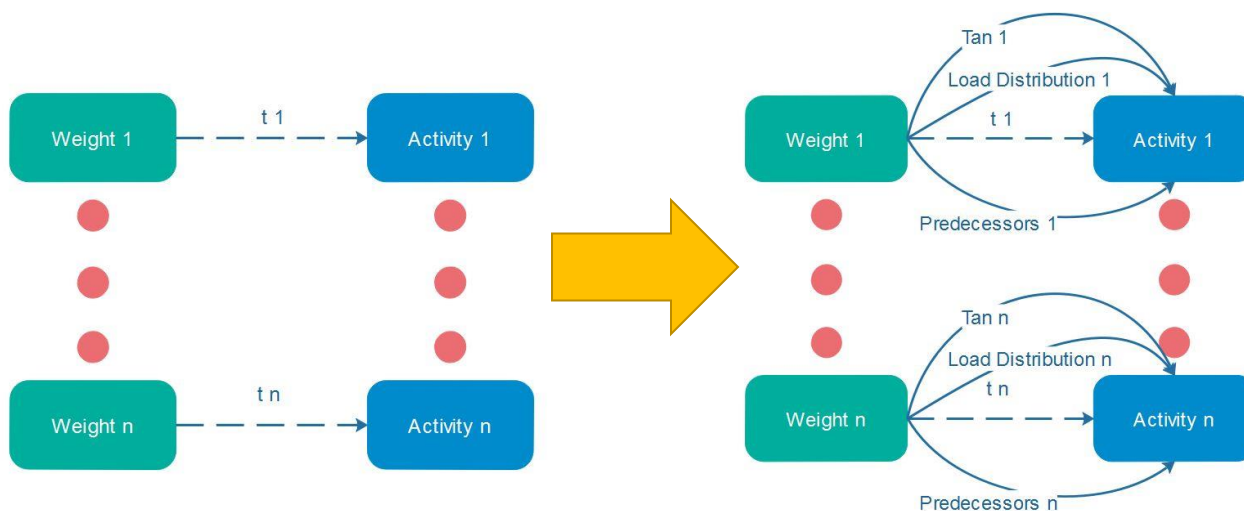 Weight 1
t 1
Activity 1
Weight n
t n
Activity n
Tan 1
Load Distribution 1
Weight 1
t 1
Activity 1
Predecessors 1
Tan n
Load Distribution n
Weight n
t n
Activity n
Predecessors n